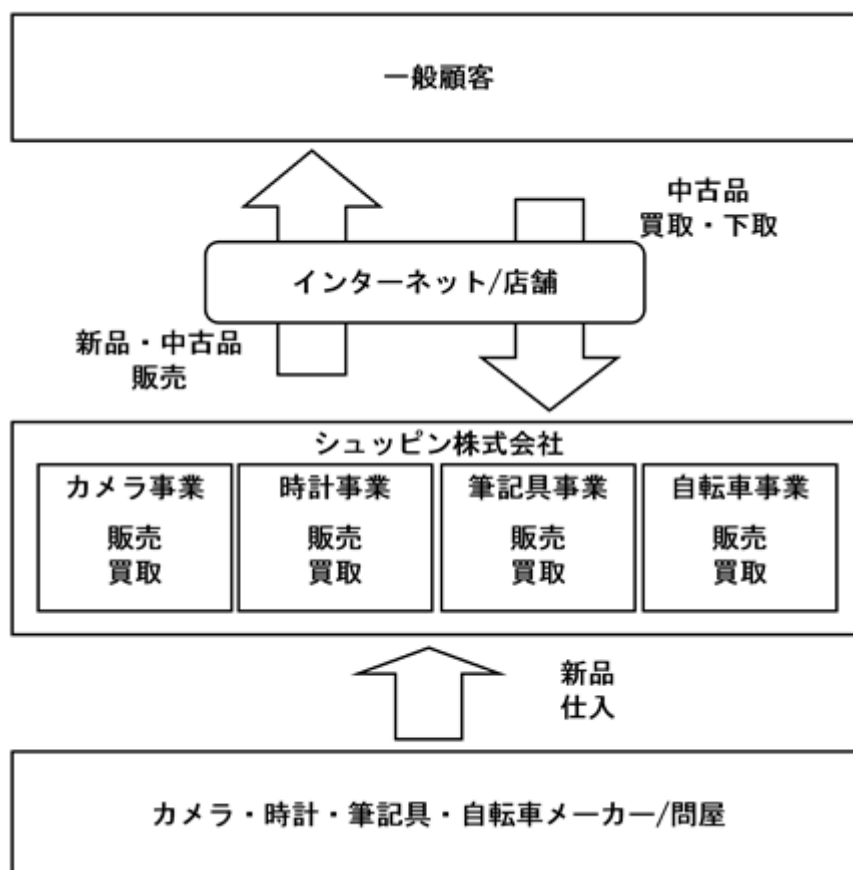 一般顧客
中古品
買取・下取
インターネット/店舗
新品・中古品
販売
シュッピン株式会社
カメラ事業
販売
買取
時計事業
販売
買取
筆記具事業
販売
買取
自転車事業
販売
買取
新品
仕入
カメラ・時計・筆記具・自転車メーカー/問屋